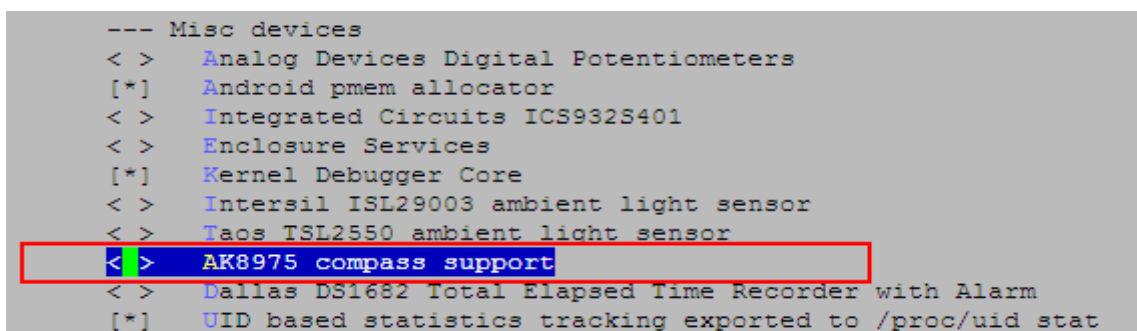 --- Misc devices
< > Analog Devices Digital Potentiometers
[*] Android pmem allocator
< > Integrated Circuits ICS932S401
< > Enclosure Services
[*] Kernel Debugger Core
< > Intersil ISL29003 ambient light sensor
< > Taos TSL2550 ambient light sensor
< > AK8975 compass support
< > Dallas DS1682 Total Elapsed Time Recorder with Alarm
[*] UID based statistics tracking exported to /proc/uid_stat